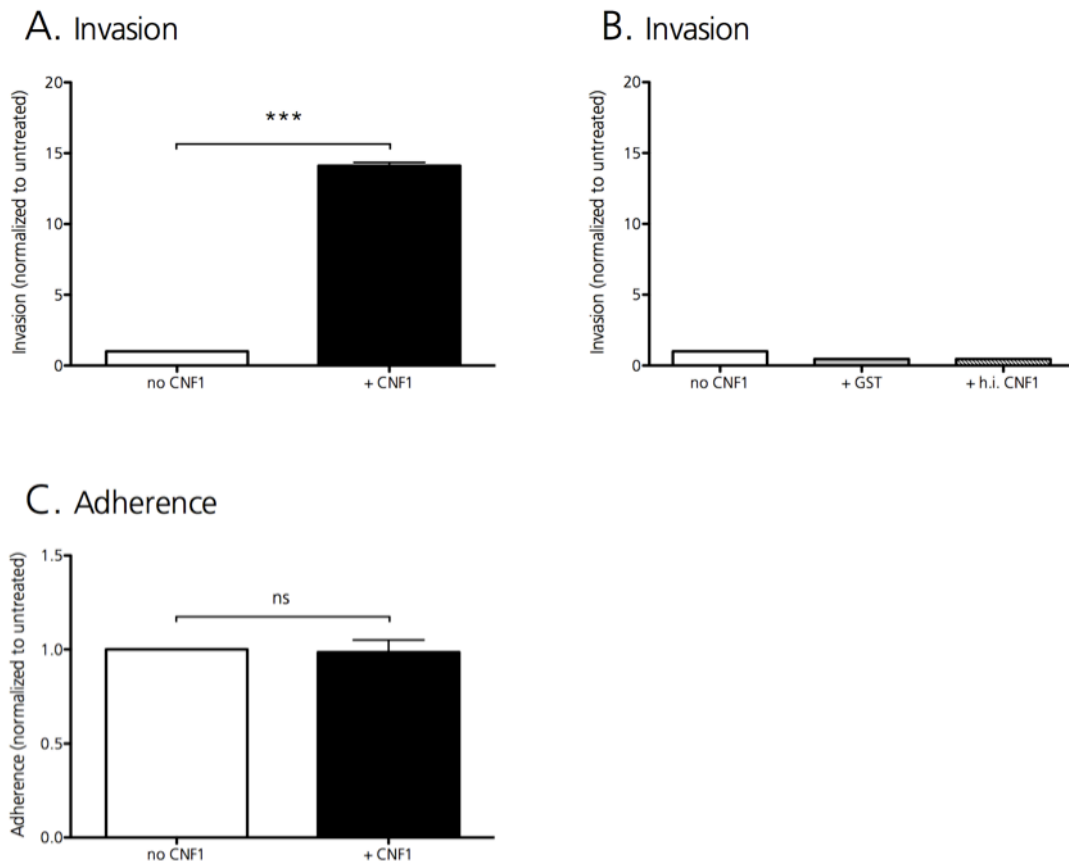 A. Invasion
Invasion (normalized to untreated)
20
15
10
5
0
***
no CNF1
+ CNF1
B. Invasion
Invasion (normalized to untreated)
20
15
10
5
0
no CNF1
+ GST
+ h.i. CNF1
C. Adherence
Adherence (normalized to untreated)
1.5
1.0
0.5
0.0
ns
no CNF1
+ CNF1